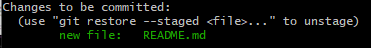 Changes to be committed:
  (use "git restore --staged <file>..." to unstage)
        new file:   README.md